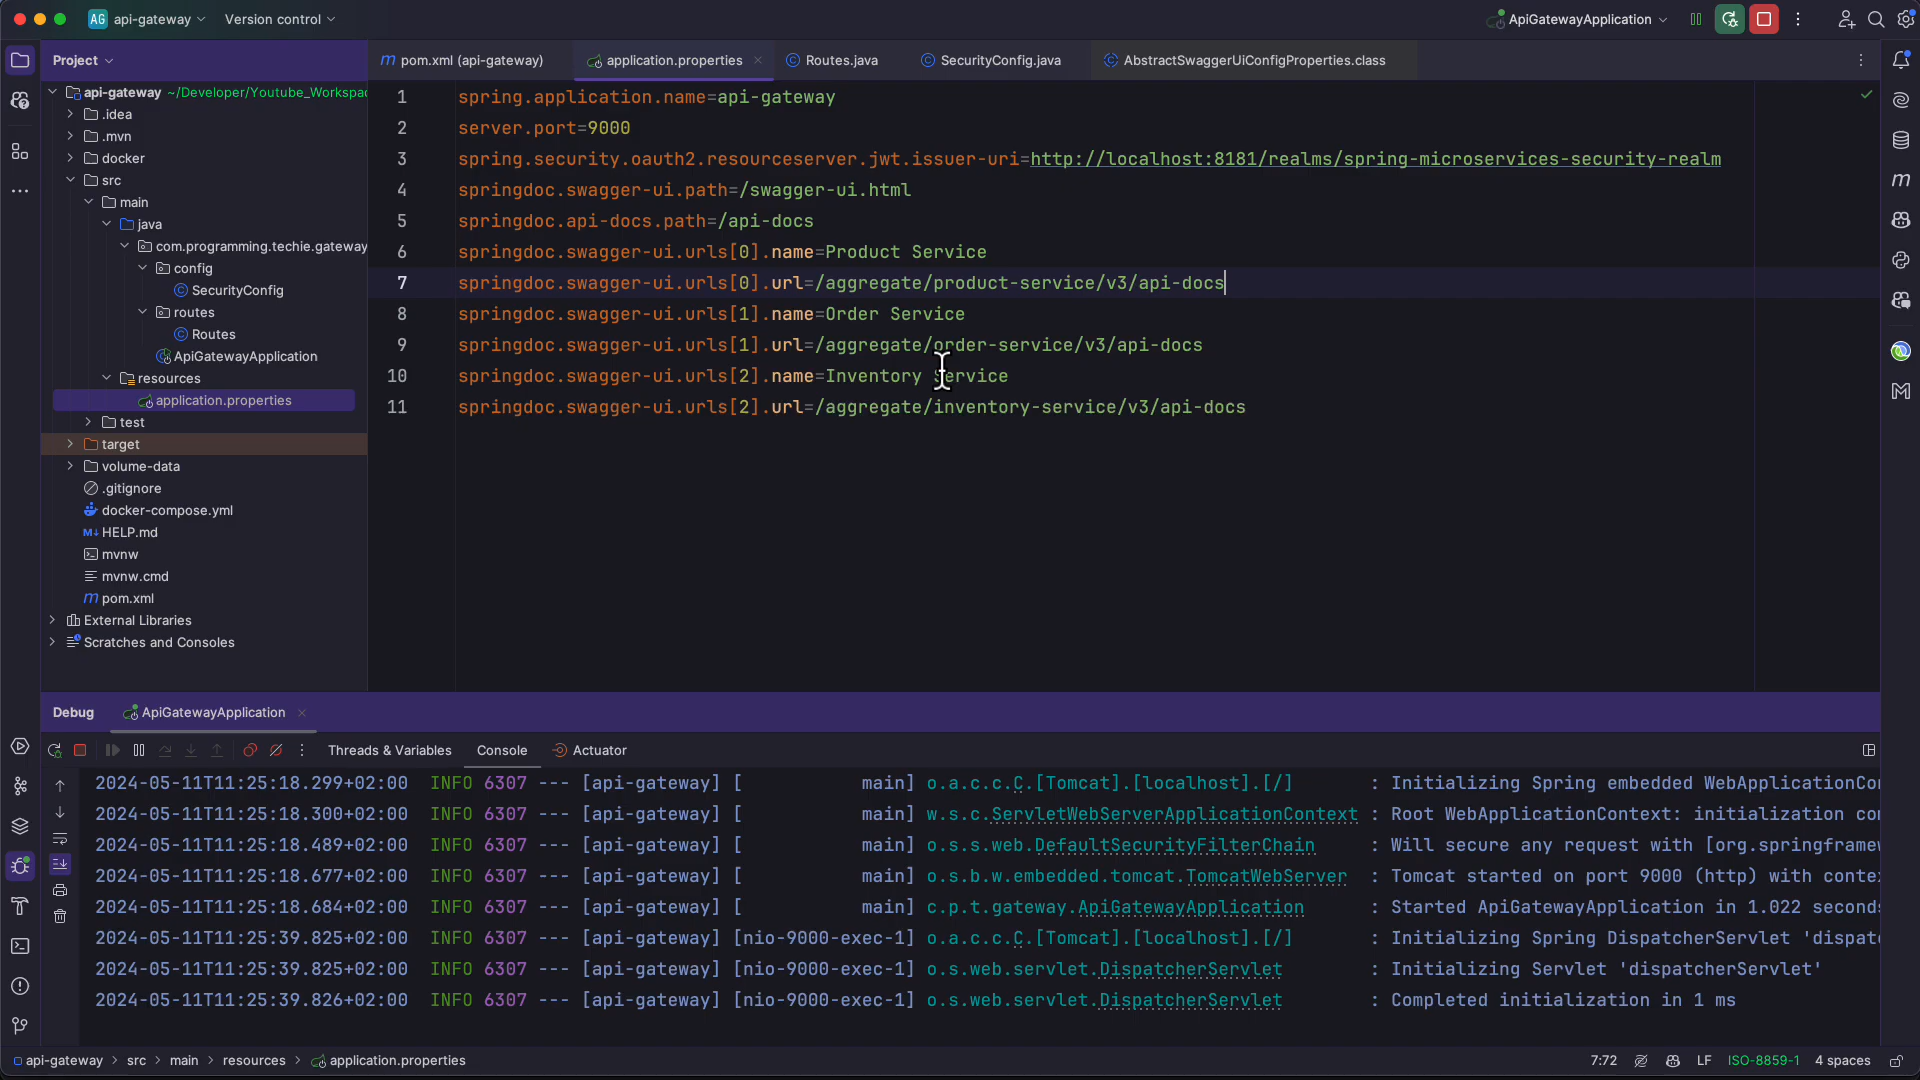 AG api-gateway Version control ApiGatewayApplication
Project
pom.xml (api-gateway) application.properties Routes.java SecurityConfig.java AbstractSwaggerUiConfigProperties.class
api-gateway ~/Developer/Youtube_Workspac
.idea
.mvn
docker
src
main
java
com.programming.techie.gateway
config
SecurityConfig
routes
Routes
ApiGatewayApplication
resources
application.properties
test
target
volume-data
.gitignore
docker-compose.yml
HELP.md
mvnw
mvnw.cmd
pom.xml
External Libraries
Scratches and Consoles
1 spring.application.name=api-gateway
2 server.port=9000
3 spring.security.oauth2.resourceserver.jwt.issuer-uri=http://localhost:8181/realms/spring-microservices-security-realm
4 springdoc.swagger-ui.path=/swagger-ui.html
5 springdoc.api-docs.path=/api-docs
6 springdoc.swagger-ui.urls[0].name=Product Service
7 springdoc.swagger-ui.urls[0].url=/aggregate/product-service/v3/api-docs
8 springdoc.swagger-ui.urls[1].name=Order Service
9 springdoc.swagger-ui.urls[1].url=/aggregate/order-service/v3/api-docs
10 springdoc.swagger-ui.urls[2].name=Inventory Service
11 springdoc.swagger-ui.urls[2].url=/aggregate/inventory-service/v3/api-docs
Debug ApiGatewayApplication
Threads & Variables Console Actuator
2024-05-11T11:25:18.299+02:00 INFO 6307 --- [api-gateway] [ main] o.a.c.c.C.[Tomcat].[localhost].[/] : Initializing Spring embedded WebApplicationCo
2024-05-11T11:25:18.300+02:00 INFO 6307 --- [api-gateway] [ main] w.s.c.ServletWebServerApplicationContext : Root WebApplicationContext: initialization co
2024-05-11T11:25:18.489+02:00 INFO 6307 --- [api-gateway] [ main] o.s.s.web.DefaultSecurityFilterChain : Will secure any request with [org.springframew
2024-05-11T11:25:18.677+02:00 INFO 6307 --- [api-gateway] [ main] o.s.b.w.embedded.tomcat.TomcatWebServer : Tomcat started on port 9000 (http) with conte
2024-05-11T11:25:18.684+02:00 INFO 6307 --- [api-gateway] [ main] c.p.t.gateway.ApiGatewayApplication : Started ApiGatewayApplication in 1.022 seconds
2024-05-11T11:25:39.825+02:00 INFO 6307 --- [api-gateway] [nio-9000-exec-1] o.a.c.c.C.[Tomcat].[localhost].[/] : Initializing Spring DispatcherServlet 'dispat
2024-05-11T11:25:39.825+02:00 INFO 6307 --- [api-gateway] [nio-9000-exec-1] o.s.web.servlet.DispatcherServlet : Initializing Servlet 'dispatcherServlet'
2024-05-11T11:25:39.826+02:00 INFO 6307 --- [api-gateway] [nio-9000-exec-1] o.s.web.servlet.DispatcherServlet : Completed initialization in 1 ms
api-gateway > src > main > resources > application.properties 7:72 LF ISO-8859-1 4 spaces